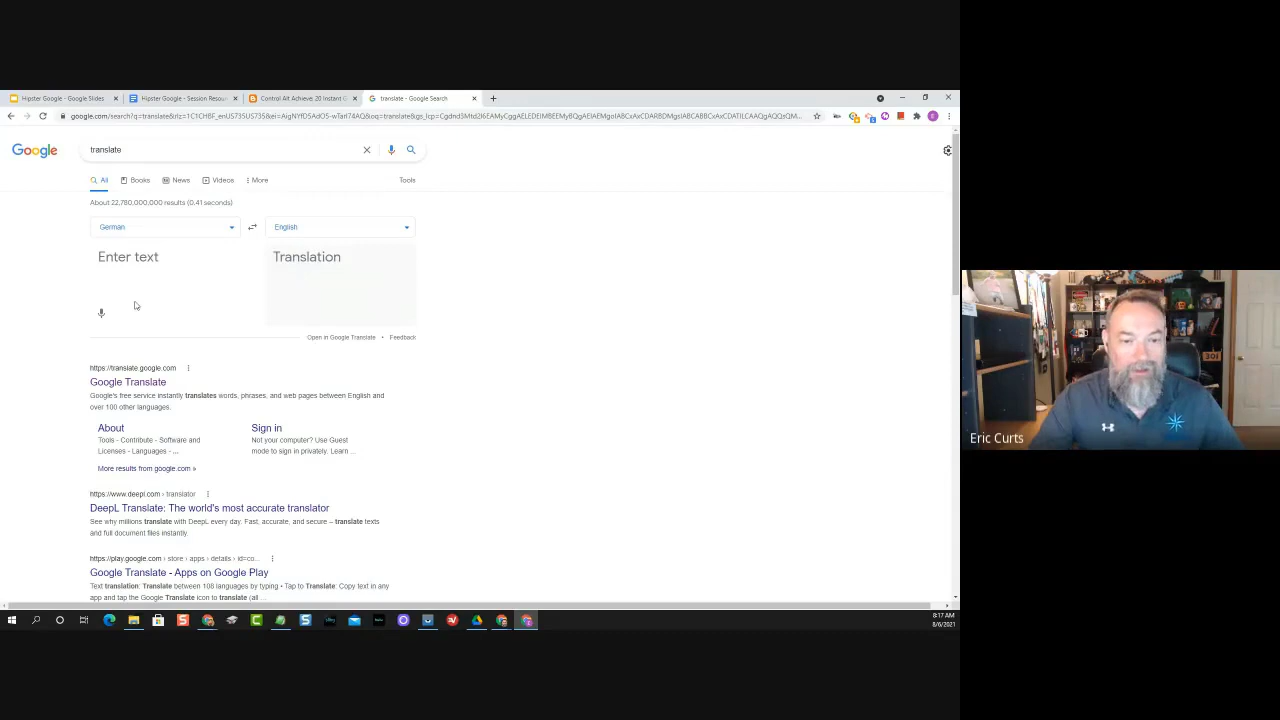 Hipster Google - Google Slides
Hipster Google - Session Resou
Control Alt Achieve: 20 Instant G
translate - Google Search
Google
translate
All
Books
News
Videos
More
Tools
About 22,780,000,000 results (0.41 seconds)
German
English
Enter text
Translation
Open in Google Translate • Feedback
https://translate.google.com
Google Translate
Google's free service instantly translates words, phrases, and web pages between English and
over 100 other languages.
About
Sign in
Tools - Contribute - Software and
Licenses - Languages - ...
Not your computer? Use Guest
mode to sign in privately. Learn ...
More results from google.com »
https://www.deepl.com › translator
DeepL Translate: The world's most accurate translator
See why millions translate with DeepL every day. Fast, accurate, and secure – translate texts
and full document files instantly.
https://play.google.com › store › apps › details › id=co...
Google Translate - Apps on Google Play
Text translation: Translate between 108 languages by typing • Tap to Translate: Copy text in any
app and tap the Google Translate icon to translate (all ...
8:17 AM
8/6/2021
301
Eric Curts